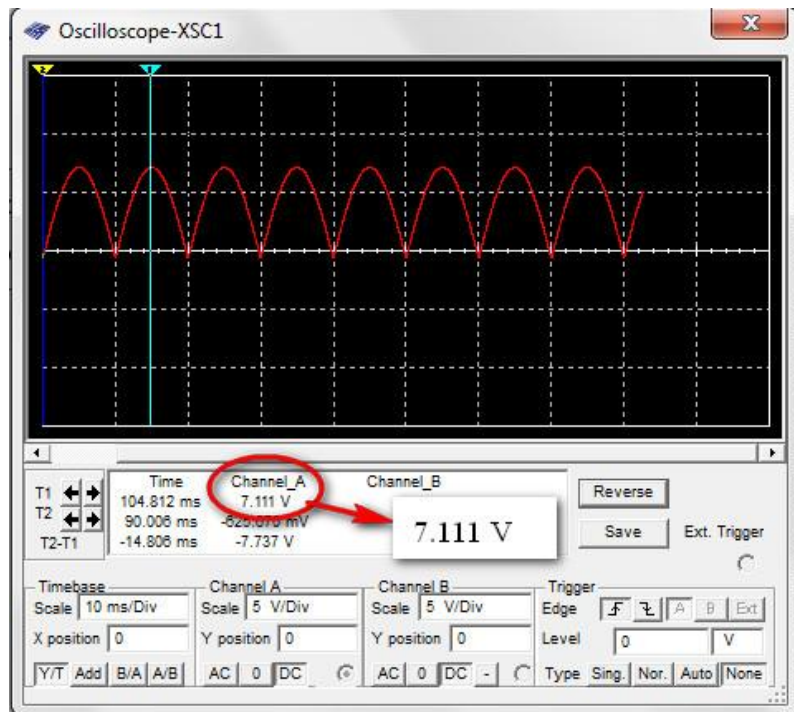 Oscilloscope-XSC1
2 1
Time Channel_A Channel_B
T1 104.812 ms 7.111 V
T2 90.006 ms
T2-T1 -14.806 ms -7.737 V
7.111 V
Reverse
Save
Ext. Trigger
Timebase Channel A Channel B Trigger
Scale 10 ms/Div Scale 5 V/Div Scale 5 V/Div Edge A B Ext
X position 0 Y position 0 Y position 0 Level 0 V
Y/T Add B/A A/B AC 0 DC AC 0 DC - Type Sing. Nor. Auto None